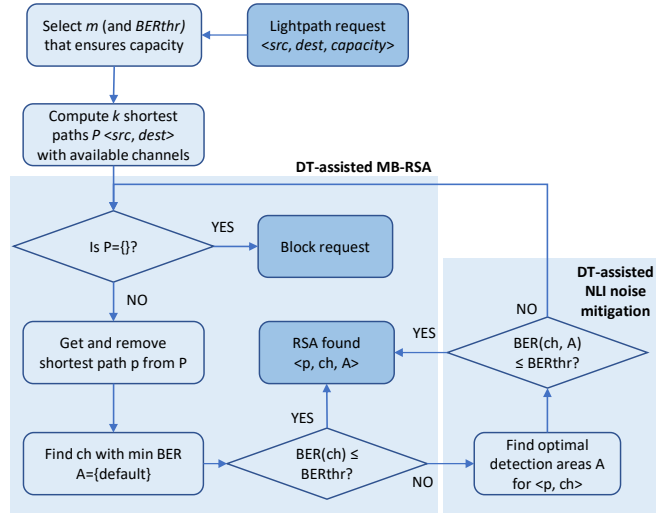 Select m (and BERthr)
that ensures capacity
Lightpath request
<src, dest, capacity>
Compute k shortest
paths P <src, dest>
with available channels
DT-assisted MB-RSA
Is P={}?
YES
Block request
NO
Get and remove
shortest path p from P
Find ch with min BER
A={default}
BER(ch) ≤
BERthr?
YES
RSA found
<p, ch, A>
NO
DT-assisted
NLI noise
mitigation
Find optimal
detection areas A
for <p, ch>
BER(ch, A)
≤ BERthr?
YES
NO